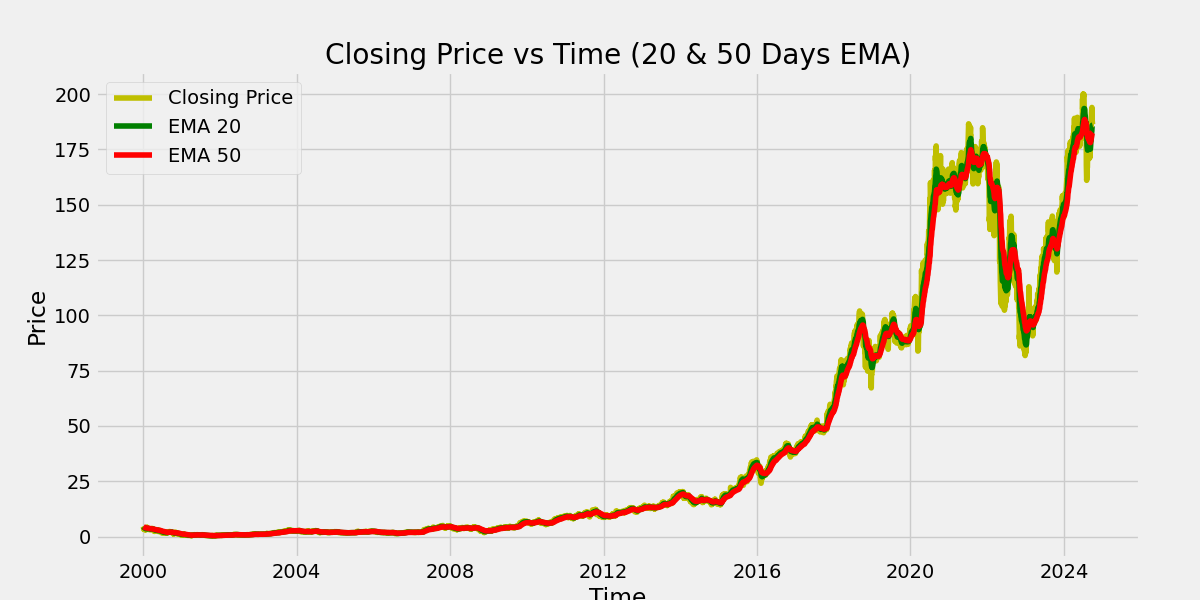 Closing Price vs Time (20 & 50 Days EMA)
Closing Price
EMA 20
EMA 50
200
175
150
125
100
75
50
25
0
Price
2000 2004 2008 2012 2016 2020 2024
Time